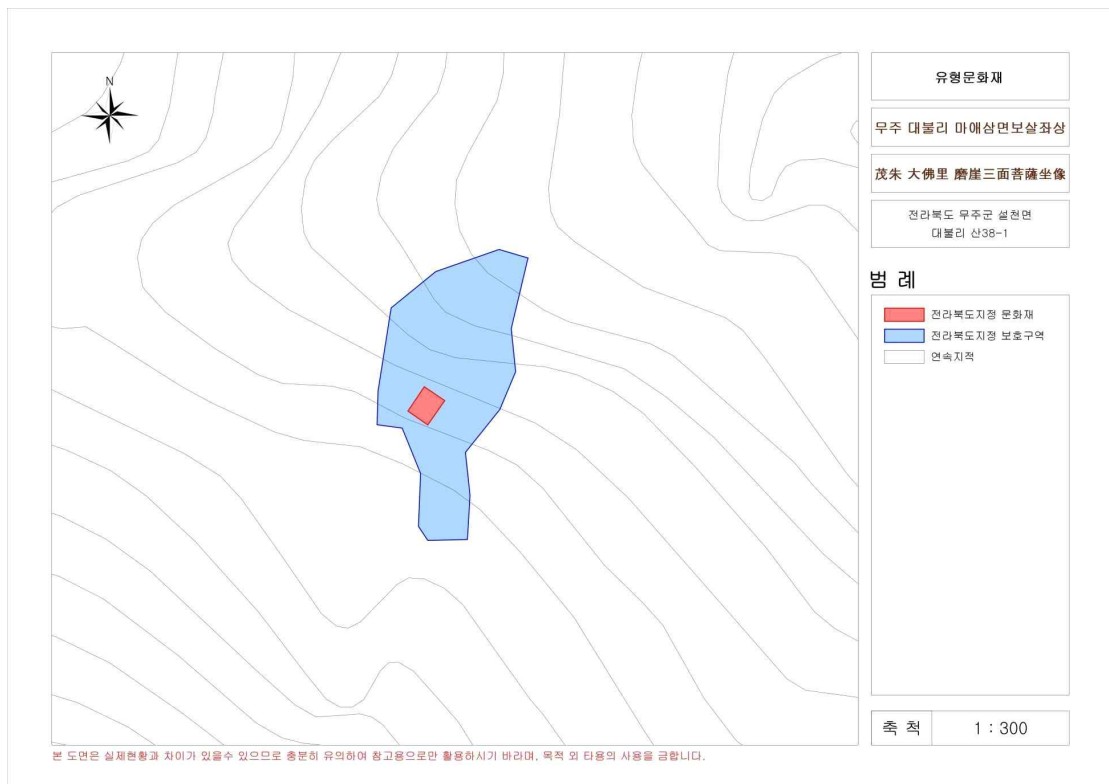 N
유형문화재
무주 대불리 마애삼면보살좌상
茂朱 大佛里 磨崖三面菩薩坐像
전라북도 무주군 설천면
대불리 산38-1
범 례
전라북도지정 문화재
전라북도지정 보호구역
연속지적
축 척 1 : 300
본 도면은 실제현황과 차이가 있을수 있으므로 충분히 유의하여 참고용으로만 활용하시기 바라며, 목적 외 타용의 사용을 금합니다.